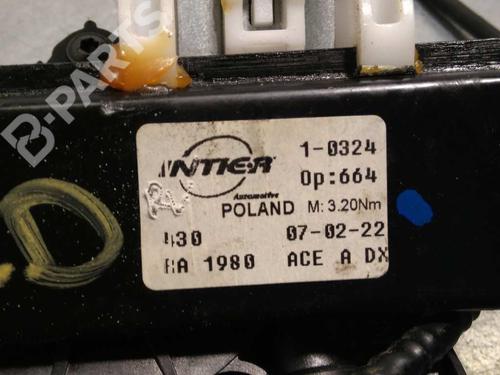 B-PARTS
INTIER
Automotive
1-0324
Op:664
POLAND M: 3.20Nm
430 07-02-22
RA 1980 ACE A DX